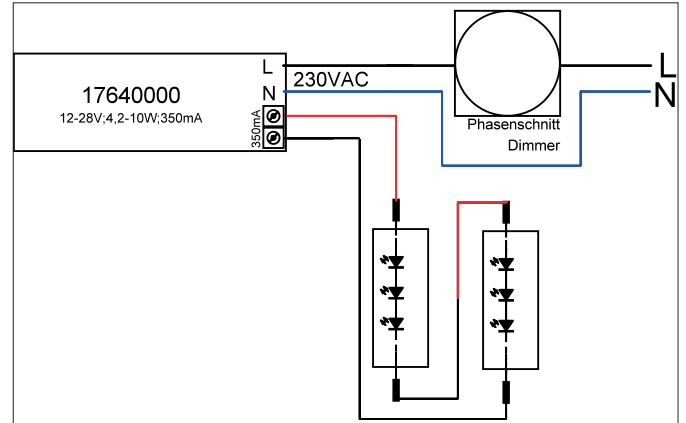 L
230VAC
N
17640000
12-28V;4,2-10W;350mA
350mA
Phasenschnitt
Dimmer
L
N